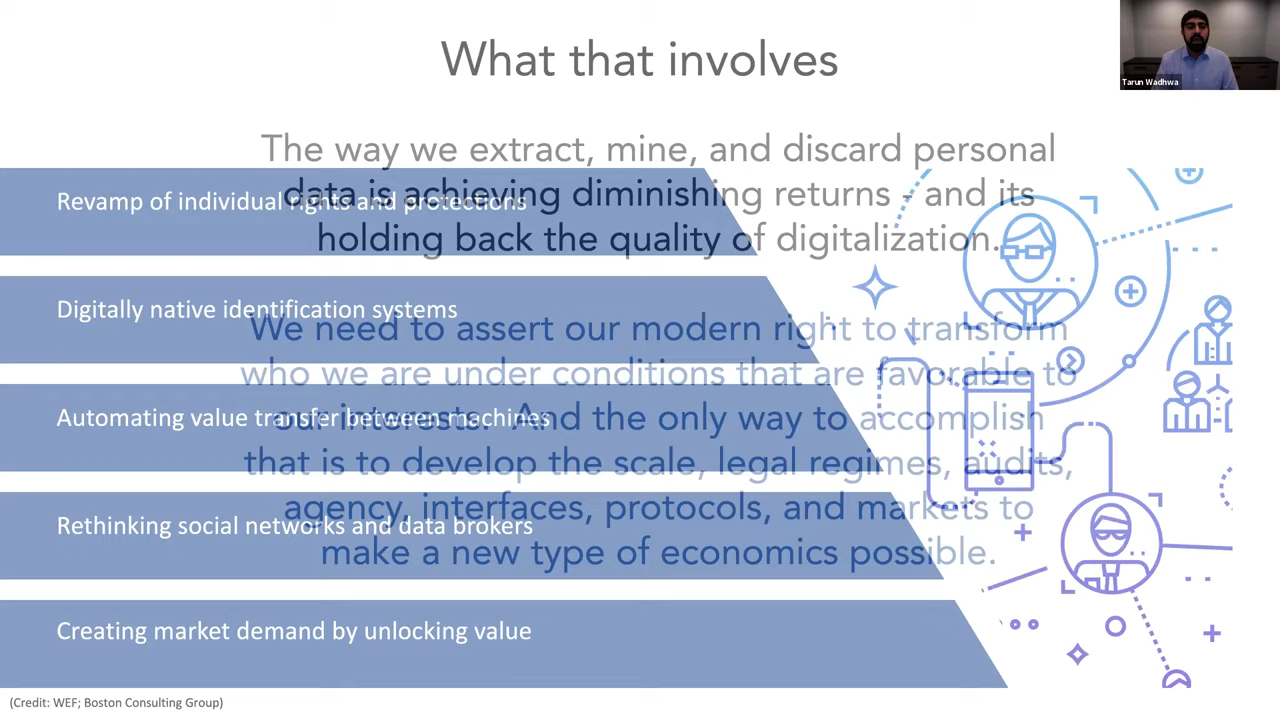 What that involves
Tarun Wadhwa
The way we extract, mine, and discard personal
data is achieving diminishing returns - and its
holding back the quality of digitalization.
We need to assert our modern right to transform
who we are under conditions that are favorable to
our interests. And the only way to accomplish
that is to develop the scale, legal regimes, audits,
agency, interfaces, protocols, and markets to
make a new type of economics possible.
Revamp of individual rights and protections
Digitally native identification systems
Automating value transfer between machines
Rethinking social networks and data brokers
Creating market demand by unlocking value
(Credit: WEF; Boston Consulting Group)